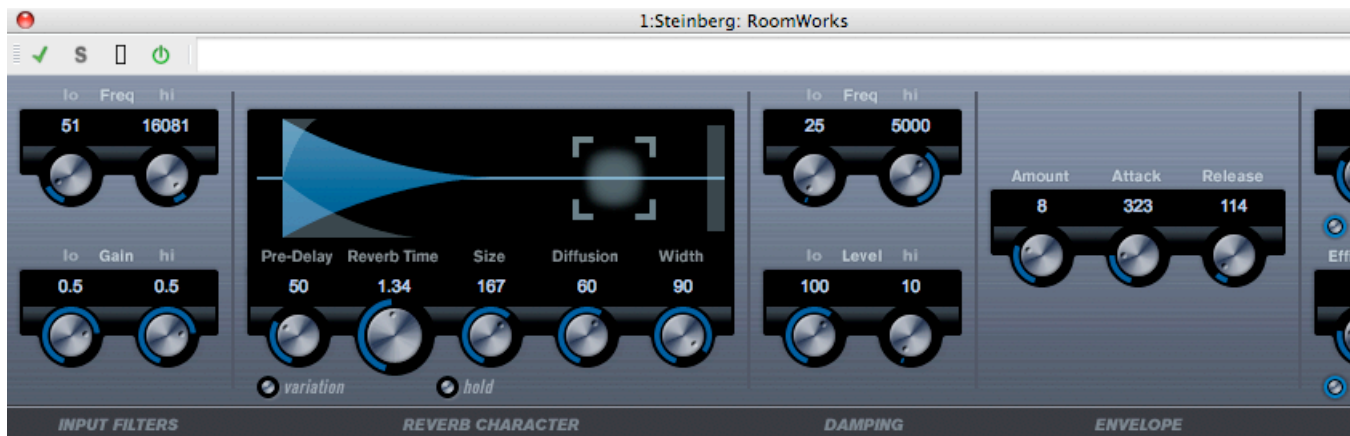 1:Steinberg: RoomWorks
S
lo Freq hi
51 16081
lo Gain hi
0.5 0.5
INPUT FILTERS
Pre-Delay Reverb Time Size Diffusion Width
50 1.34 167 60 90
variation hold
REVERB CHARACTER
lo Freq hi
25 5000
lo Level hi
100 10
DAMPING
Amount Attack Release
8 323 114
ENVELOPE